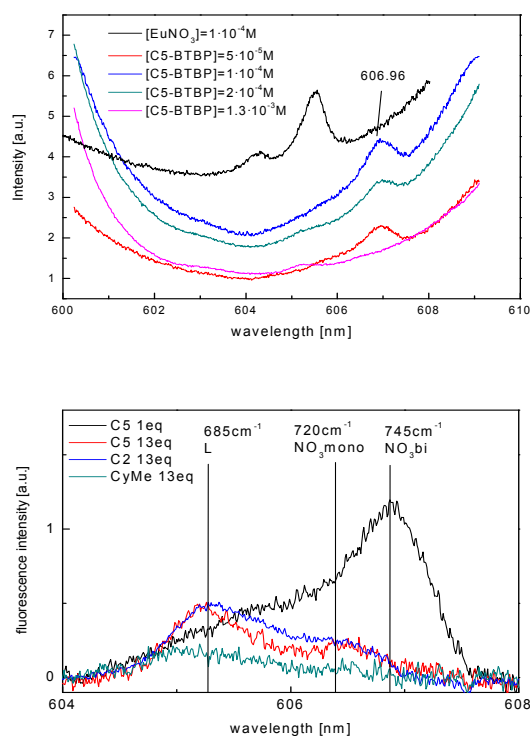 [EuNO₃]=1·10⁻⁴M
[C5-BTBP]=5·10⁻⁵M
[C5-BTBP]=1·10⁻⁴M
[C5-BTBP]=2·10⁻⁴M
[C5-BTBP]=1.3·10⁻³M
606.96
Intensity [a.u.]
7
6
5
4
3
2
1
600 602 604 606 608 610
wavelength [nm]
C5 1eq
C5 13eq
C2 13eq
CyMe 13eq
685cm⁻¹
L
720cm⁻¹
NO₃mono
745cm⁻¹
NO₃bi
fluorescence intensity [a.u.]
1
0
604 606 608
wavelength [nm]